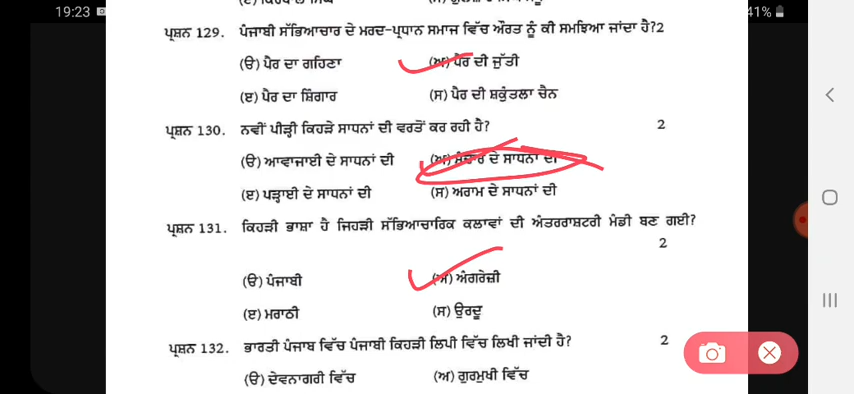 19:23
41%
ਪ੍ਰਸ਼ਨ 129. ਪੰਜਾਬੀ ਸੱਭਿਆਚਾਰ ਦੇ ਮਰਦ-ਪ੍ਰਧਾਨ ਸਮਾਜ ਵਿੱਚ ਔਰਤ ਨੂੰ ਕੀ ਸਮਝਿਆ ਜਾਂਦਾ ਹੈ?2
(ੳ) ਪੈਰ ਦਾ ਗਹਿਣਾ (ਅ) ਪੈਰ ਦੀ ਜੁੱਤੀ
(ੲ) ਪੈਰ ਦਾ ਸ਼ਿੰਗਾਰ (ਸ) ਪੈਰ ਦੀ ਸ਼ਕੁੰਤਲਾ ਚੈਨ
ਪ੍ਰਸ਼ਨ 130. ਨਵੀਂ ਪੀੜ੍ਹੀ ਕਿਹੜੇ ਸਾਧਨਾਂ ਦੀ ਵਰਤੋਂ ਕਰ ਰਹੀ ਹੈ? 2
(ੳ) ਆਵਾਜਾਈ ਦੇ ਸਾਧਨਾਂ ਦੀ (ਅ) ਸੰਚਾਰ ਦੇ ਸਾਧਨਾਂ ਦੀ
(ੲ) ਪੜ੍ਹਾਈ ਦੇ ਸਾਧਨਾਂ ਦੀ (ਸ) ਅਰਾਮ ਦੇ ਸਾਧਨਾਂ ਦੀ
ਪ੍ਰਸ਼ਨ 131. ਕਿਹੜੀ ਭਾਸ਼ਾ ਹੈ ਜਿਹੜੀ ਸੱਭਿਆਚਾਰਿਕ ਕਲਾਵਾਂ ਦੀ ਅੰਤਰਰਾਸ਼ਟਰੀ ਮੰਡੀ ਬਣ ਗਈ?
2
(ੳ) ਪੰਜਾਬੀ (ਅ) ਅੰਗਰੇਜ਼ੀ
(ੲ) ਮਰਾਠੀ (ਸ) ਉਰਦੂ
ਪ੍ਰਸ਼ਨ 132. ਭਾਰਤੀ ਪੰਜਾਬ ਵਿੱਚ ਪੰਜਾਬੀ ਕਿਹੜੀ ਲਿਪੀ ਵਿੱਚ ਲਿਖੀ ਜਾਂਦੀ ਹੈ? 2
(ੳ) ਦੇਵਨਾਗਰੀ ਵਿੱਚ (ਅ) ਗੁਰਮੁਖੀ ਵਿੱਚ